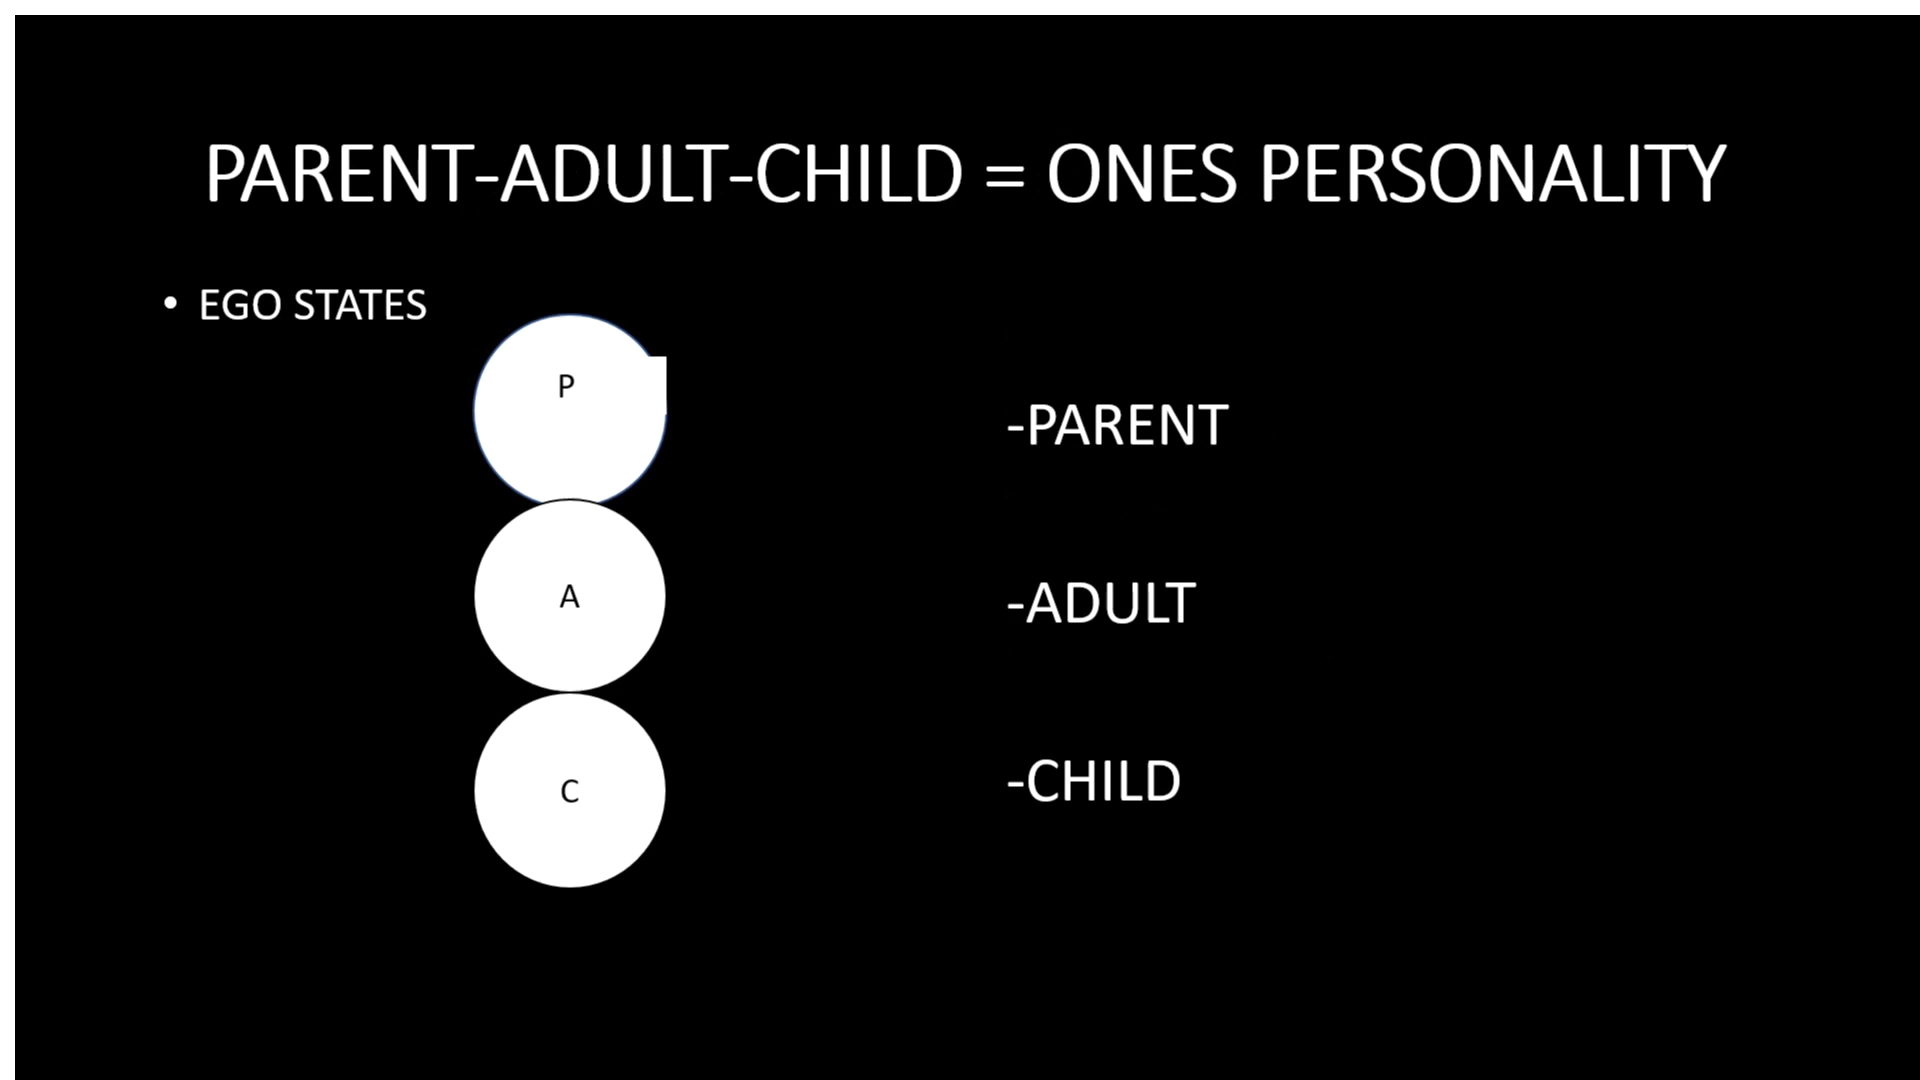 PARENT-ADULT-CHILD = ONES PERSONALITY
• EGO STATES
P
-PARENT
A
-ADULT
C
-CHILD